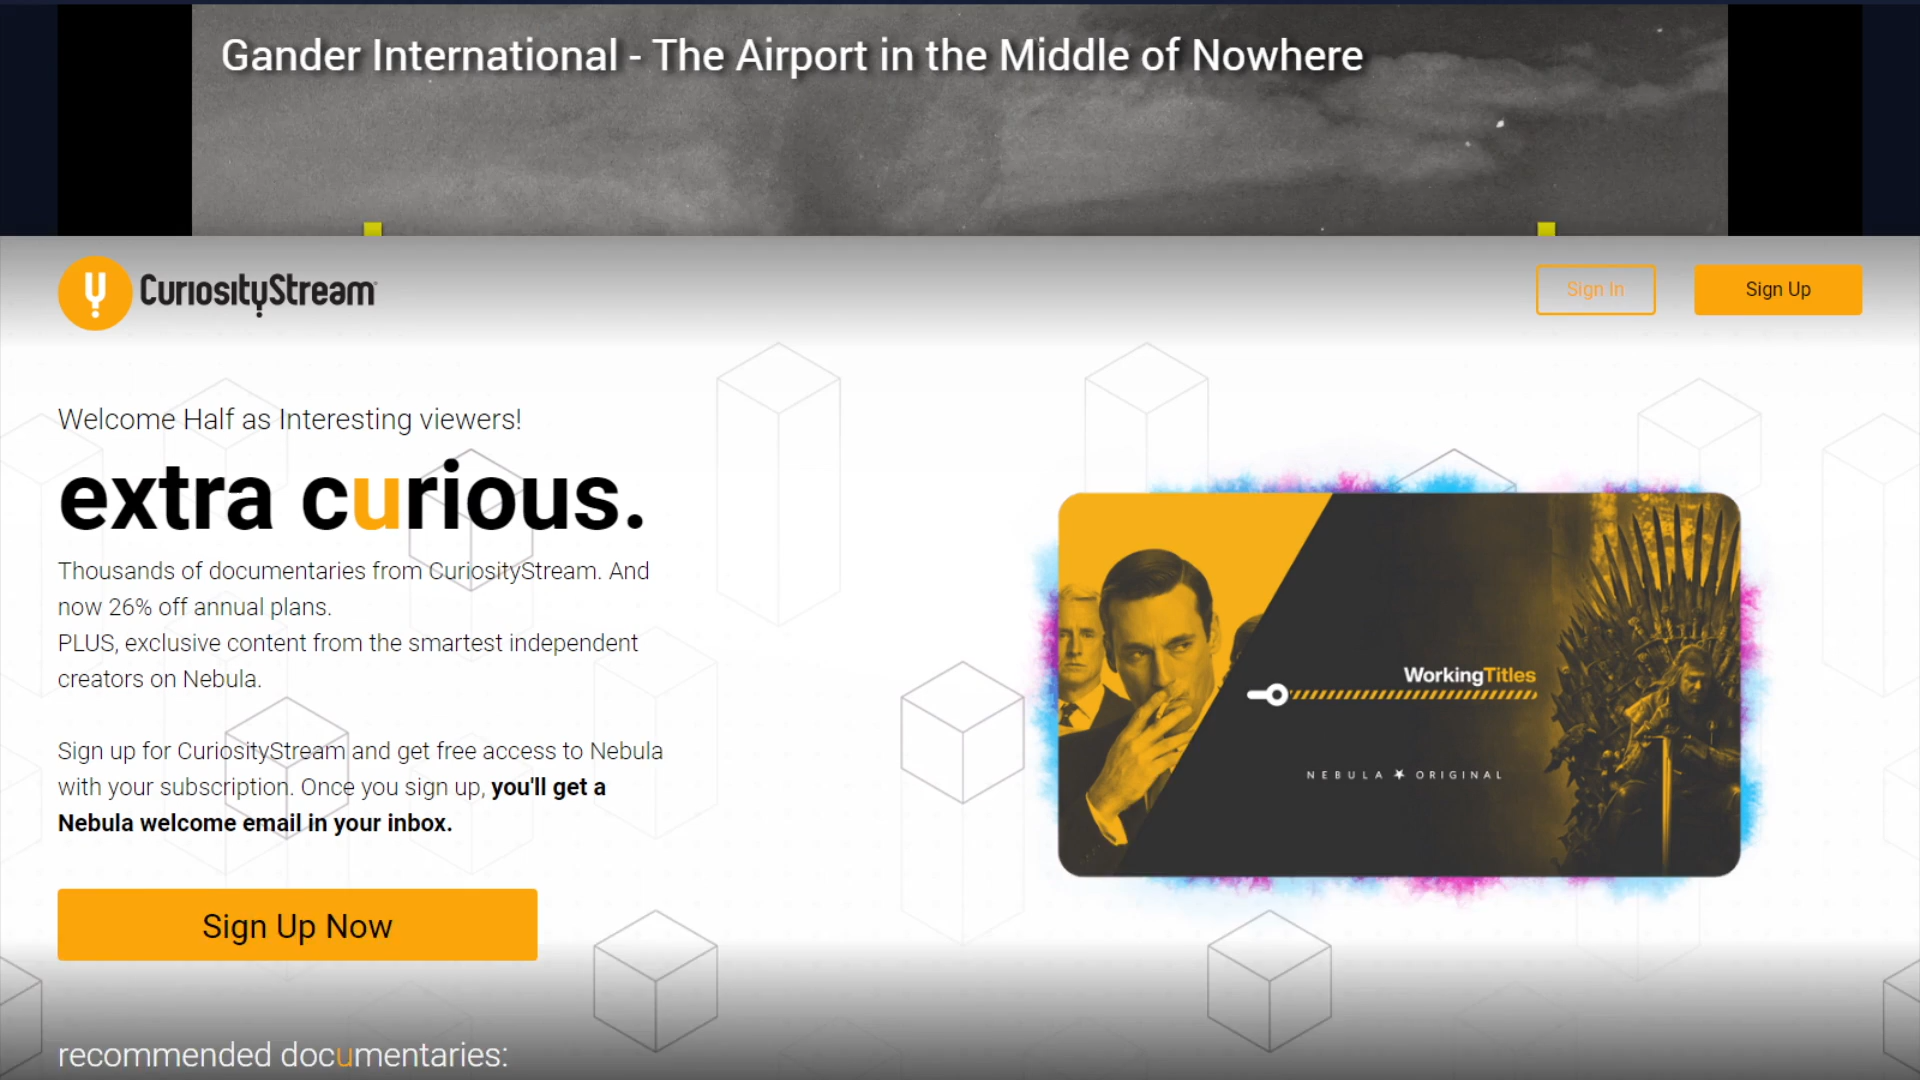 Gander International - The Airport in the Middle of Nowhere
CuriosityStream
Sign In
Sign Up
Welcome Half as Interesting viewers!
extra curious.
Thousands of documentaries from CuriosityStream. And
now 26% off annual plans.
PLUS, exclusive content from the smartest independent
creators on Nebula.
Sign up for CuriosityStream and get free access to Nebula
with your subscription. Once you sign up, you'll get a
Nebula welcome email in your inbox.
Sign Up Now
WorkingTitles
NEBULA ORIGINAL
recommended documentaries: